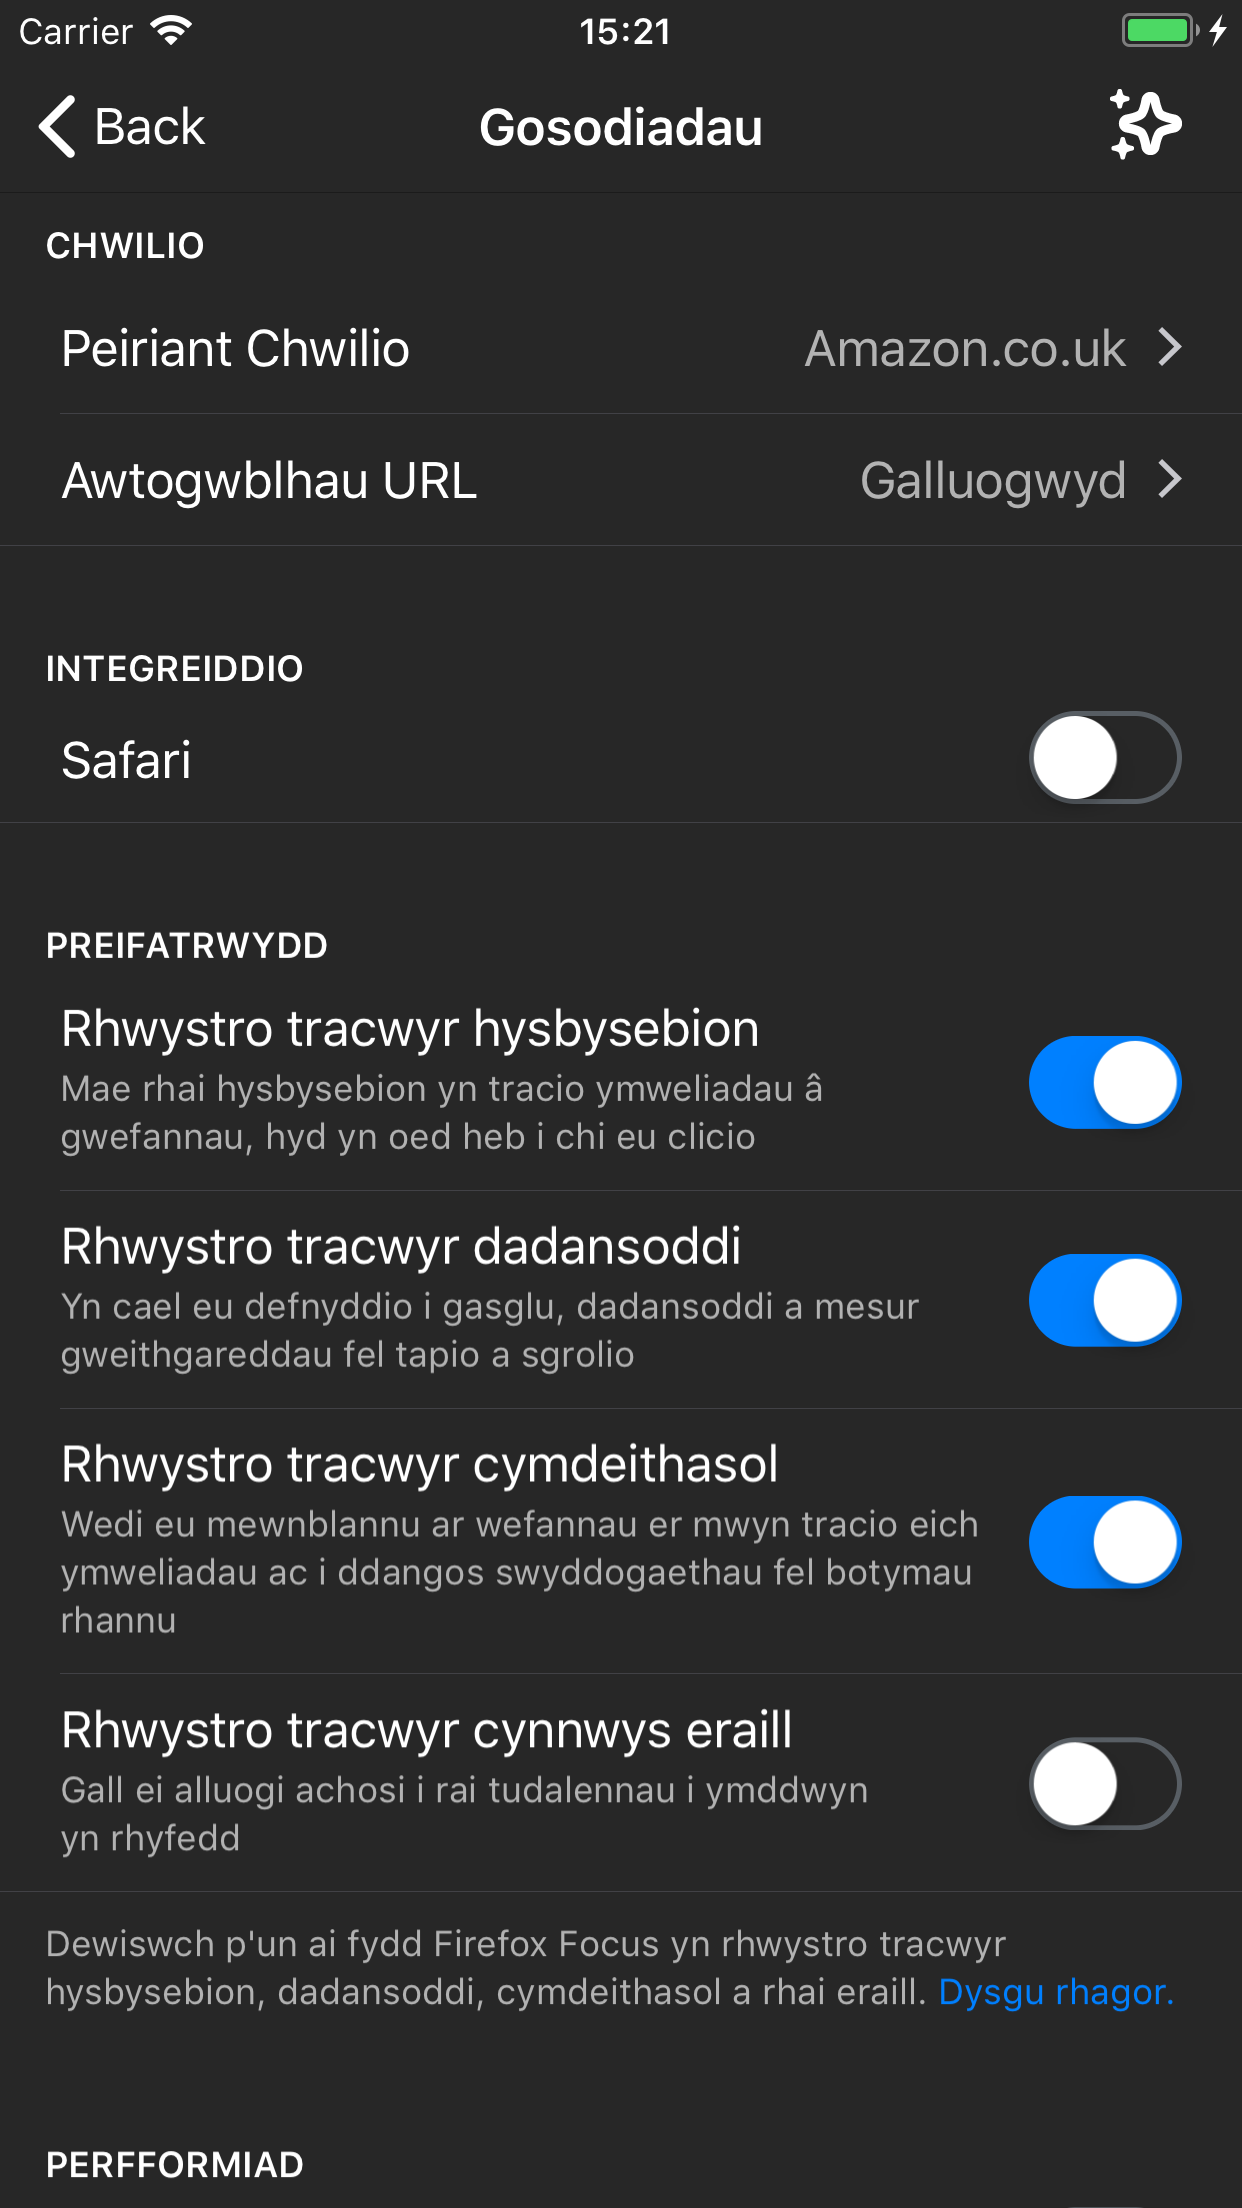 Carrier
15:21
Back
Gosodiadau
CHWILIO
Peiriant Chwilio
Amazon.co.uk
Awtogwblhau URL
Galluogwyd
INTEGREIDDIO
Safari
PREIFATRWYDD
Rhwystro tracwyr hysbysebion
Mae rhai hysbysebion yn tracio ymweliadau â
gwefannau, hyd yn oed heb i chi eu clicio
Rhwystro tracwyr dadansoddi
Yn cael eu defnyddio i gasglu, dadansoddi a mesur
gweithgareddau fel tapio a sgrolio
Rhwystro tracwyr cymdeithasol
Wedi eu mewnblannu ar wefannau er mwyn tracio eich
ymweliadau ac i ddangos swyddogaethau fel botymau
rhannu
Rhwystro tracwyr cynnwys eraill
Gall ei alluogi achosi i rai tudalennau i ymddwyn
yn rhyfedd
Dewiswch p'un ai fydd Firefox Focus yn rhwystro tracwyr
hysbysebion, dadansoddi, cymdeithasol a rhai eraill. Dysgu rhagor.
PERFFORMIAD